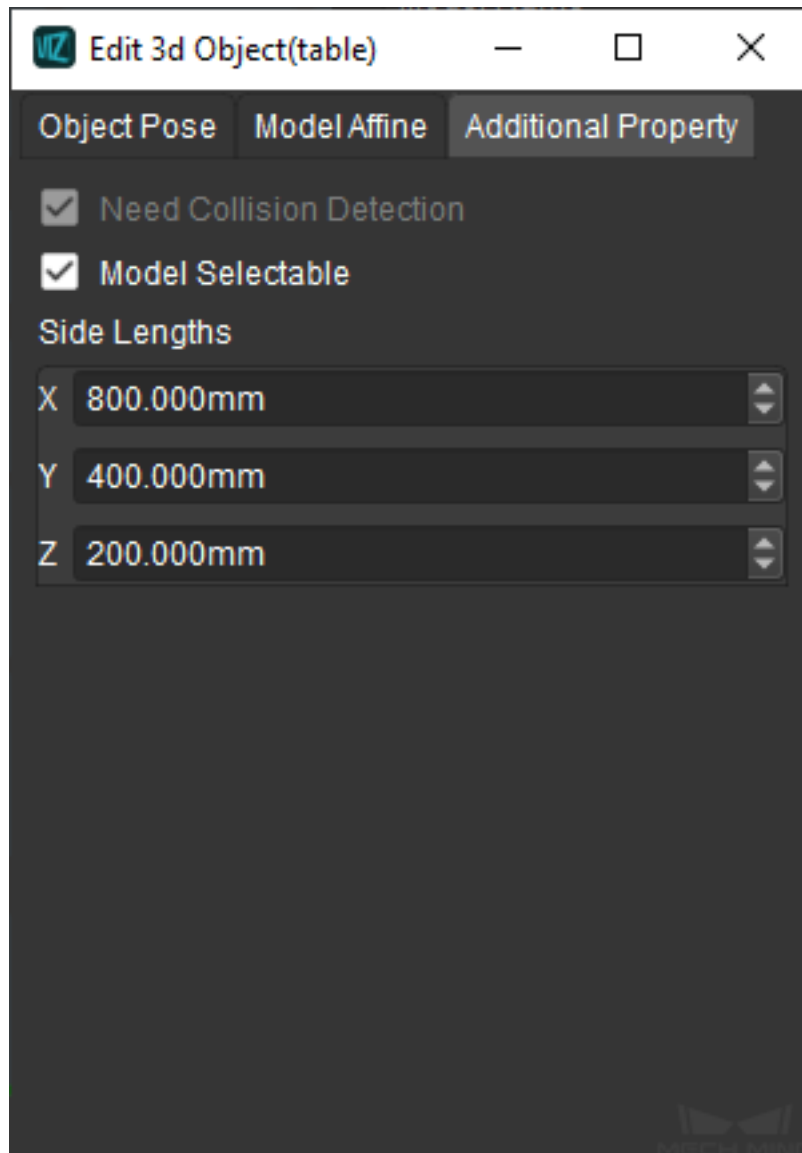 VIZ Edit 3d Object(table)
Object Pose Model Affine Additional Property
Need Collision Detection
Model Selectable
Side Lengths
X 800.000mm
Y 400.000mm
Z 200.000mm